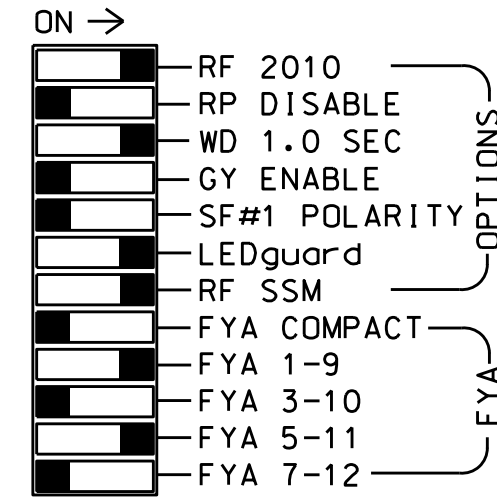 ON →
RF 2010
RP DISABLE
WD 1.0 SEC
GY ENABLE
SF#1 POLARITY
LEDguard
RF SSM
OPTIONS
FYA COMPACT
FYA 1-9
FYA 3-10
FYA 5-11
FYA 7-12
FYA